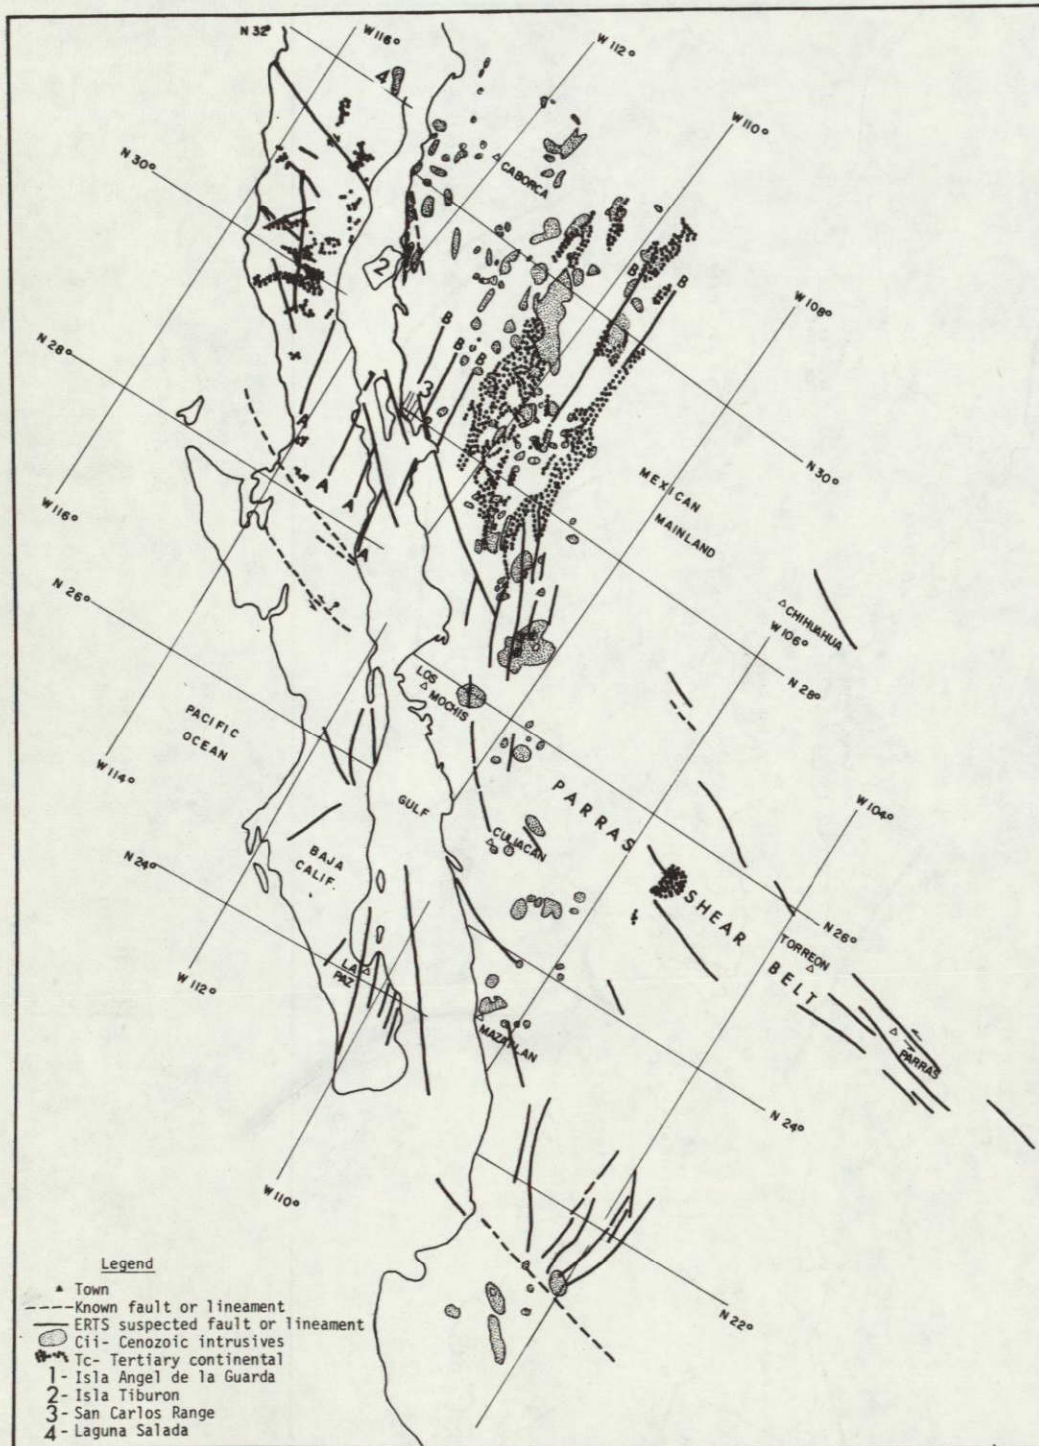 N 32°
W 116°
W 112°
4
W 110°
N 30°
CABORCA
2
B
B
W 108°
B
B
B
N 28°
3
A
N 30°
MEXICAN
MAINLAND
A
A
W 116°
A
CHIHUAHUA
N 26°
W 106°
N 28°
LOS
MOCHIS
PACIFIC
OCEAN
W 114°
GULF
PARRAS
W 104°
CULIACAN
BAJA
CALIF.
N 24°
SHEAR
N 26°
TORREON
BELT
LA
PAZ
W 112°
MAZATLAN
PARRAS
N 24°
W 110°
N 22°
Legend
Town
Known fault or lineament
ERTS suspected fault or lineament
Cii- Cenozoic intrusives
Tc- Tertiary continental
1- Isla Angel de la Guarda
2- Isla Tiburon
3- San Carlos Range
4- Laguna Salada